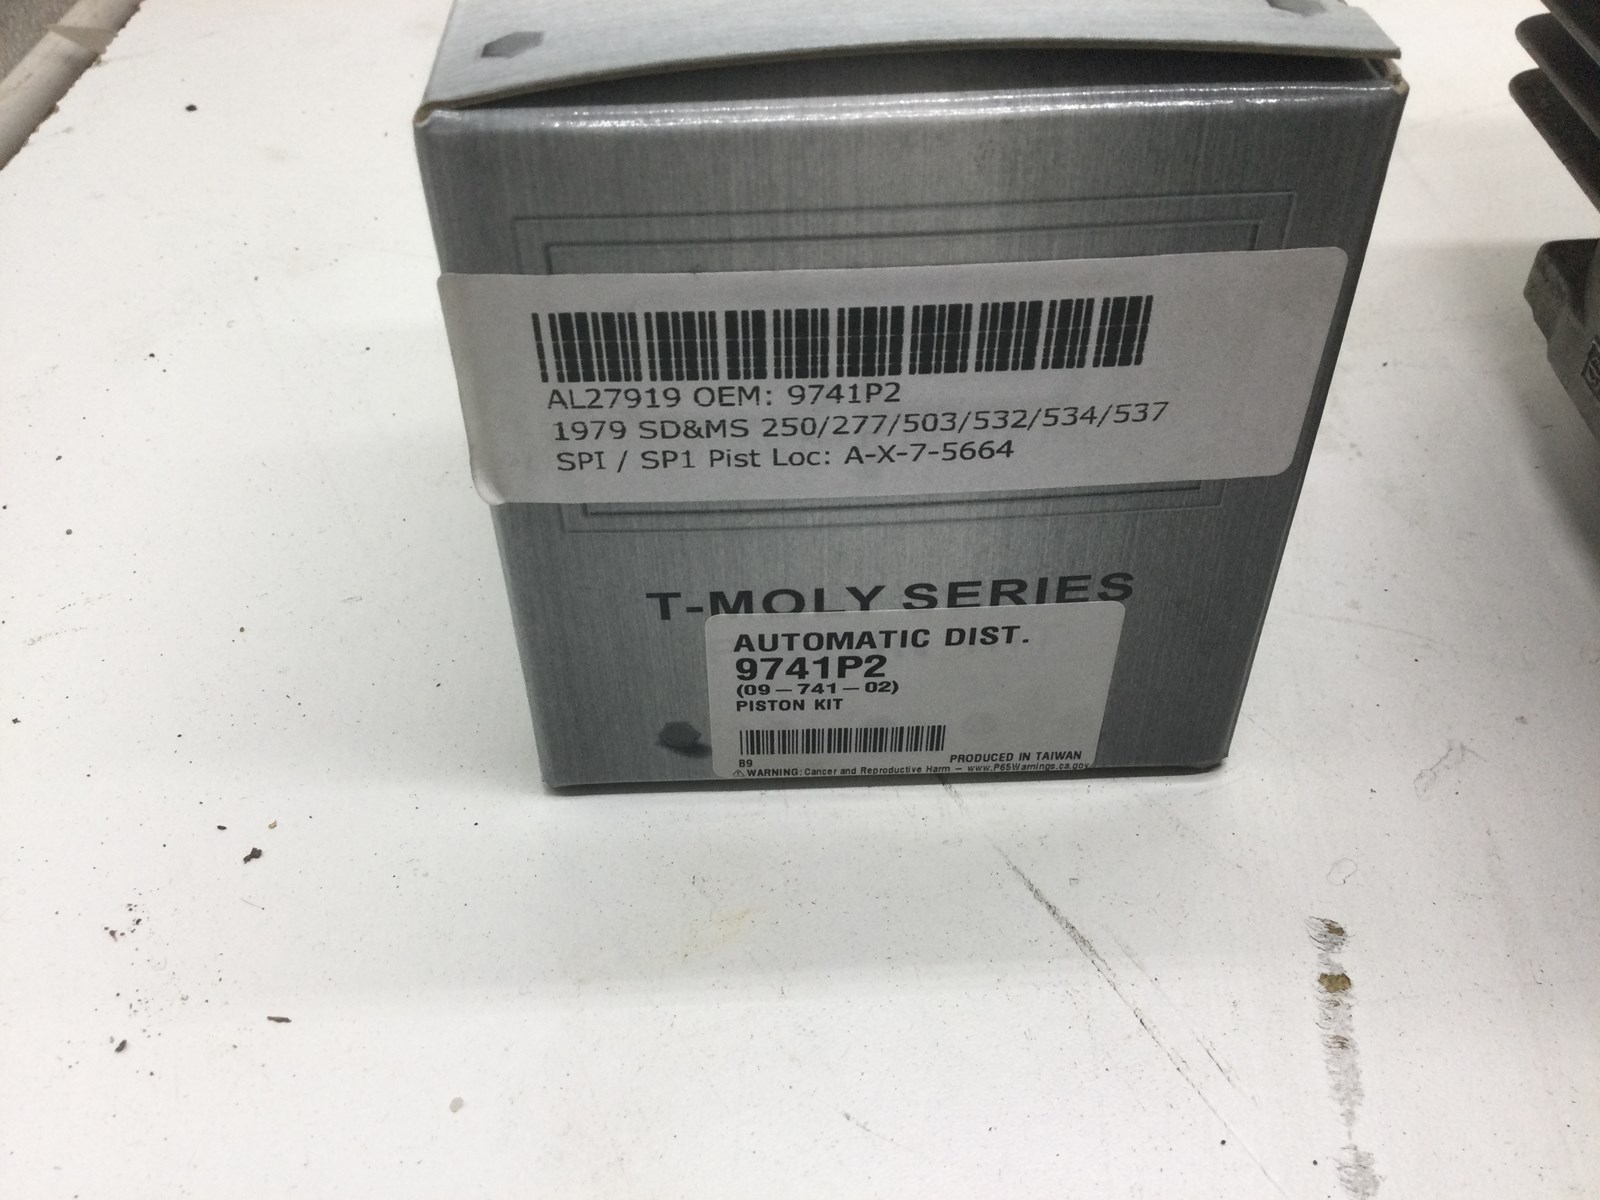 AL27919 OEM: 9741P2
1979 SD&MS 250/277/503/532/534/537
SPI / SP1 Pist Loc: A-X-7-5664
T-MOLY SERIES
AUTOMATIC DIST.
9741P2
(09-741-02)
PISTON KIT
B9
PRODUCED IN TAIWAN
⚠ WARNING: Cancer and Reproductive Harm - www.P65Warnings.ca.gov